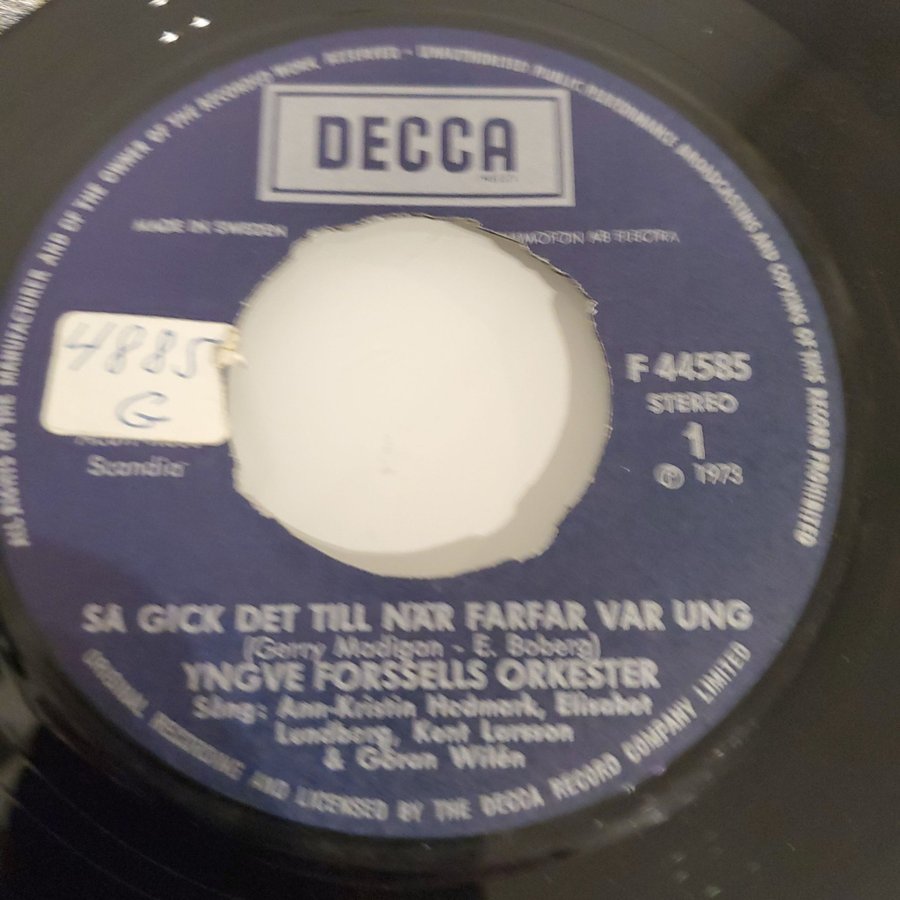 ALL RIGHTS OF THE MANUFACTURER AND OF THE OWNER OF THE RECORDED WORK RESERVED - UNAUTHORISED PUBLIC PERFORMANCE BROADCASTING AND COPYING OF THIS RECORD PROHIBITED
DECCA
MADE IN SWEDEN
AB ELECTRA
4885
G
Scandia
F 44585
STEREO
1
Ⓟ 1973
SÅ GICK DET TILL NÄR FARFAR VAR UNG
(Gerry Madigan - E. Boberg)
YNGVE FORSSELLS ORKESTER
Sång: Ann-Kristin Hedmark, Elisabet
Lundberg, Kent Larsson
& Göran Wilén
ORIGINAL RECORDING AND LICENSED BY THE DECCA RECORD COMPANY LIMITED